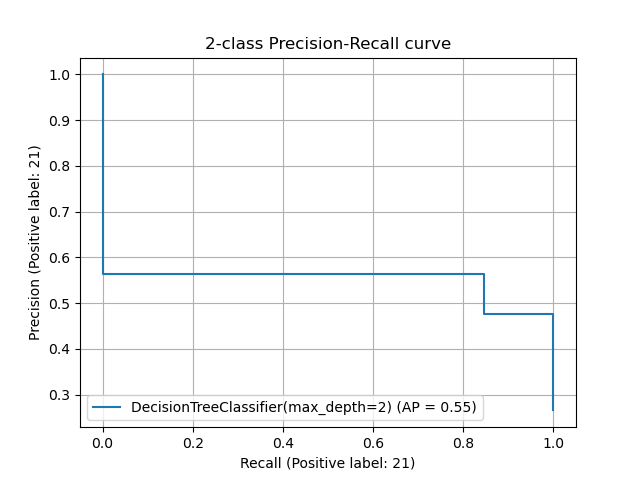 2-class Precision-Recall curve
1.0
0.9
0.8
0.7
0.6
0.5
0.4
0.3
Precision (Positive label: 21)
DecisionTreeClassifier(max_depth=2) (AP = 0.55)
0.0 0.2 0.4 0.6 0.8 1.0
Recall (Positive label: 21)